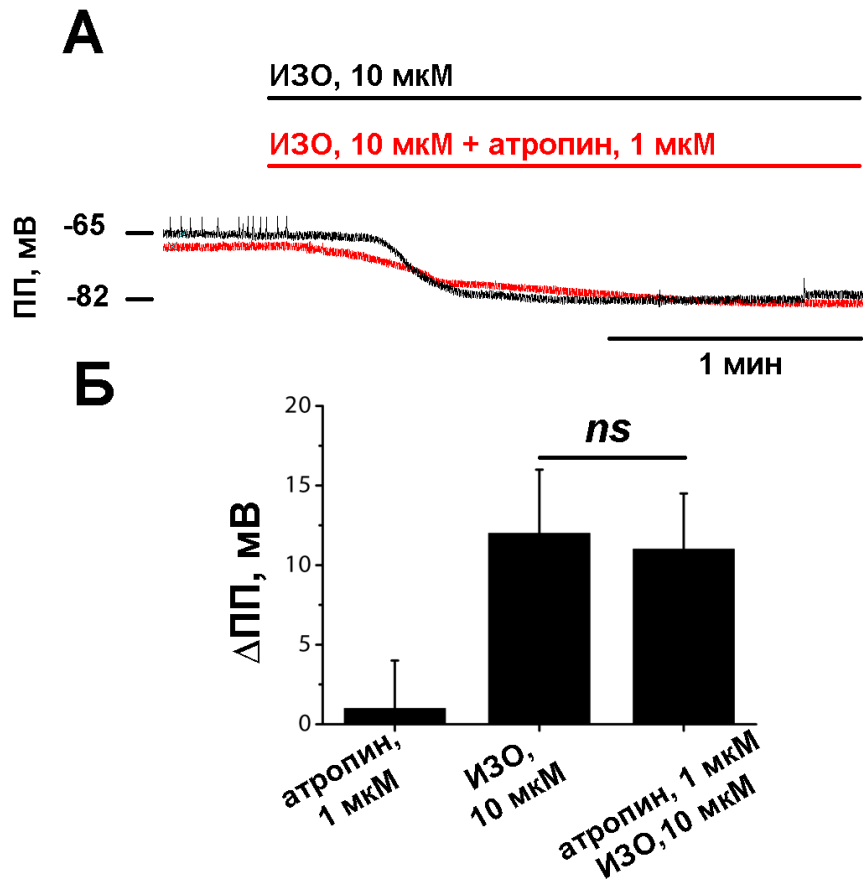 А
ИЗО, 10 мкМ
ИЗО, 10 мкМ + атропин, 1 мкМ
ПП, мВ
-65
-82
1 мин
Б
ns
ΔПП, мВ
20
15
10
5
0
атропин,
1 мкМ
ИЗО,
10 мкМ
атропин, 1 мкМ
ИЗО,10 мкМ